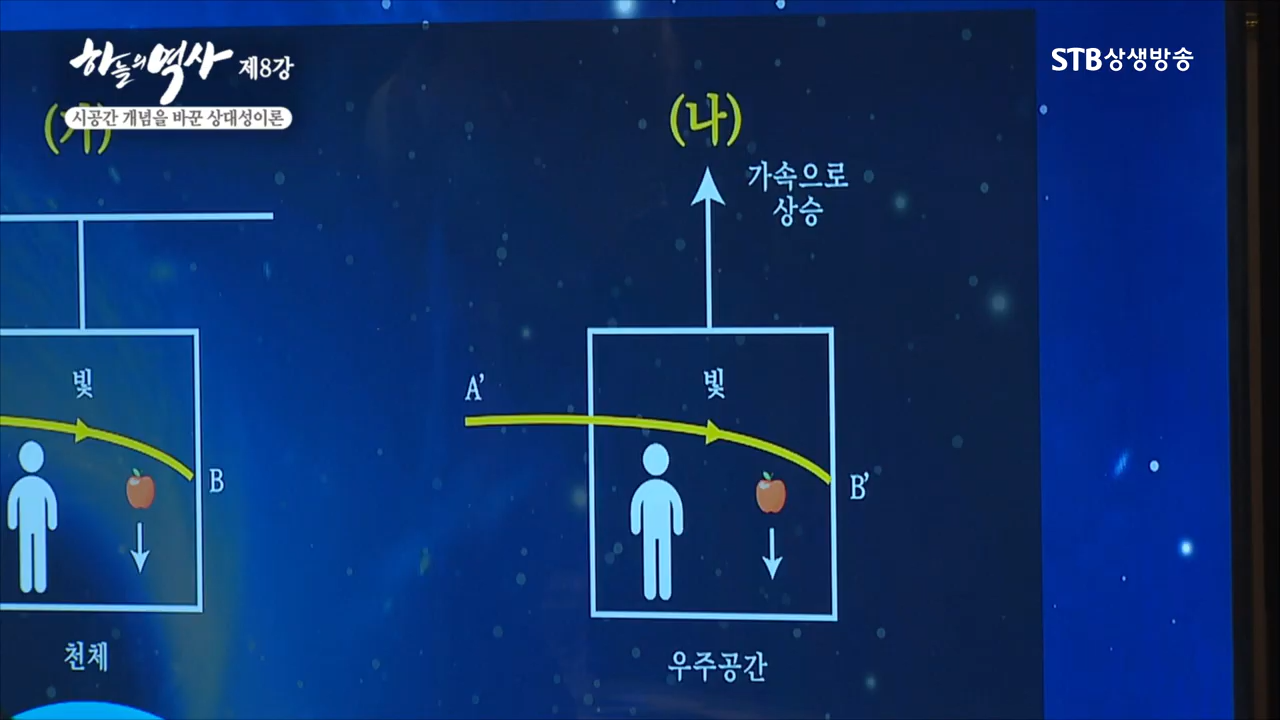 하늘의 역사 제8강
시공간 개념을 바꾼 상대성이론
STB상생방송
(가)
(나)
가속으로
상승
빛
B
천체
A'
빛
B'
우주공간